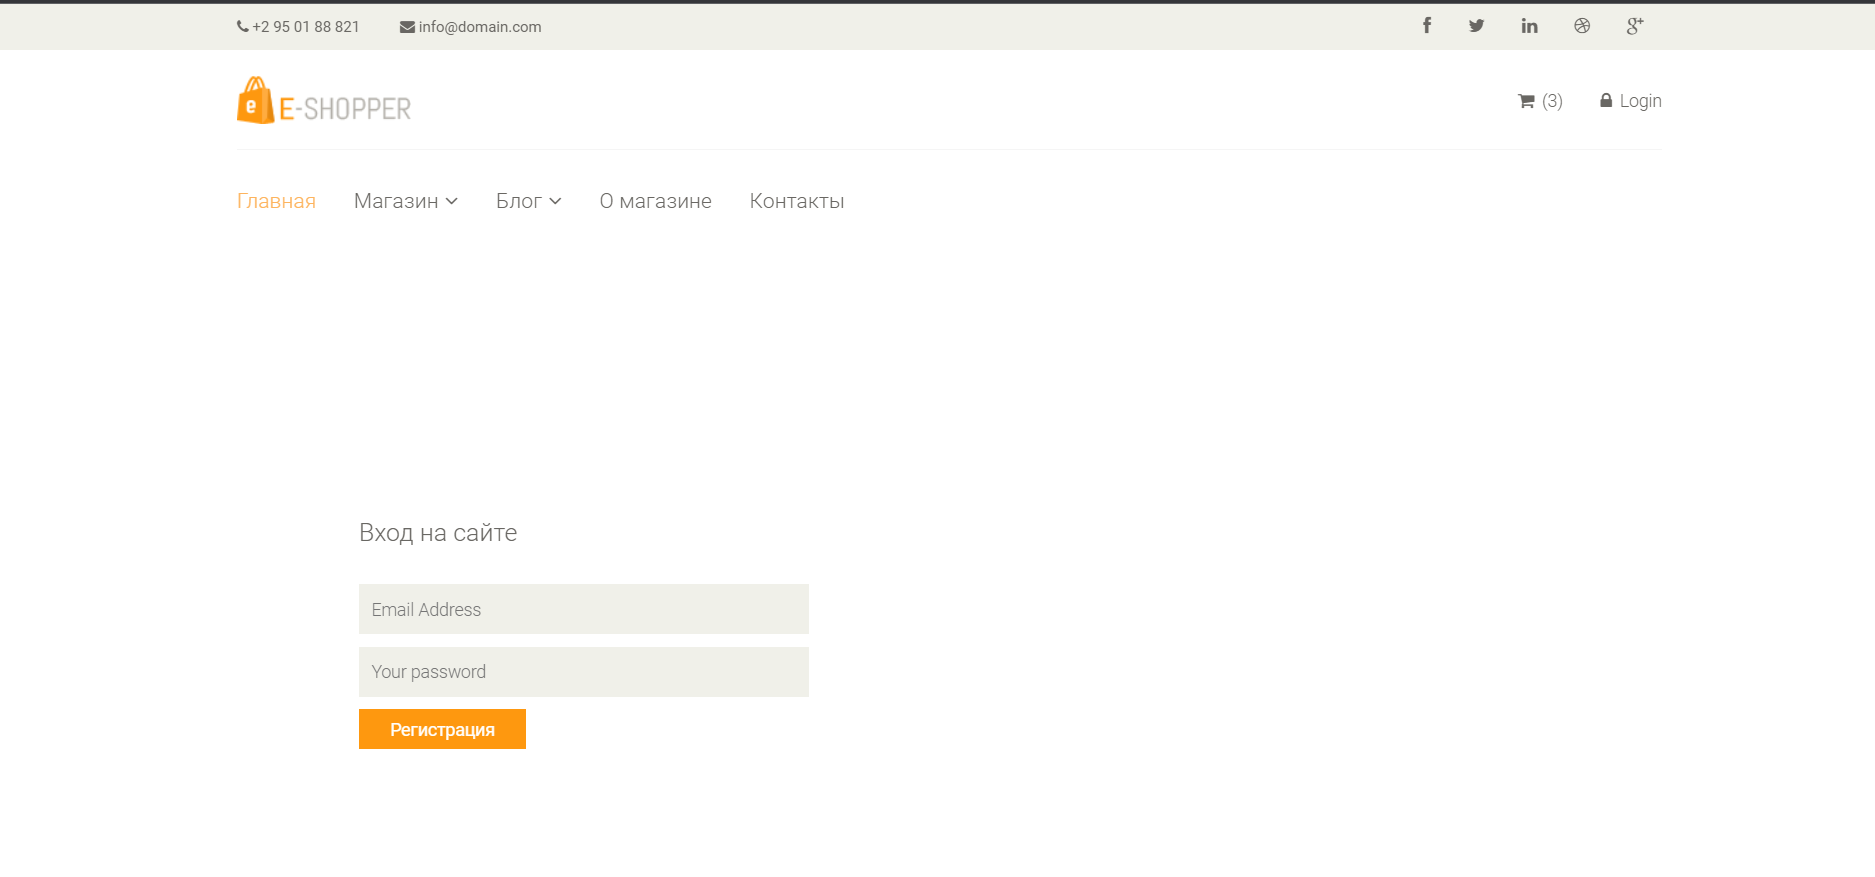 +2 95 01 88 821 info@domain.com
e E-SHOPPER
(3) Login
Главная Магазин Блог О магазине Контакты
Вход на сайте
Email Address
Your password
Регистрация